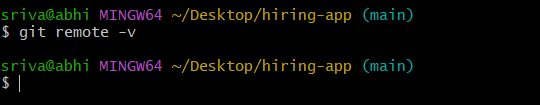 sriva@abhi MINGW64 ~/Desktop/hiring-app (main)
$ git remote -v
sriva@abhi MINGW64 ~/Desktop/hiring-app (main)
$